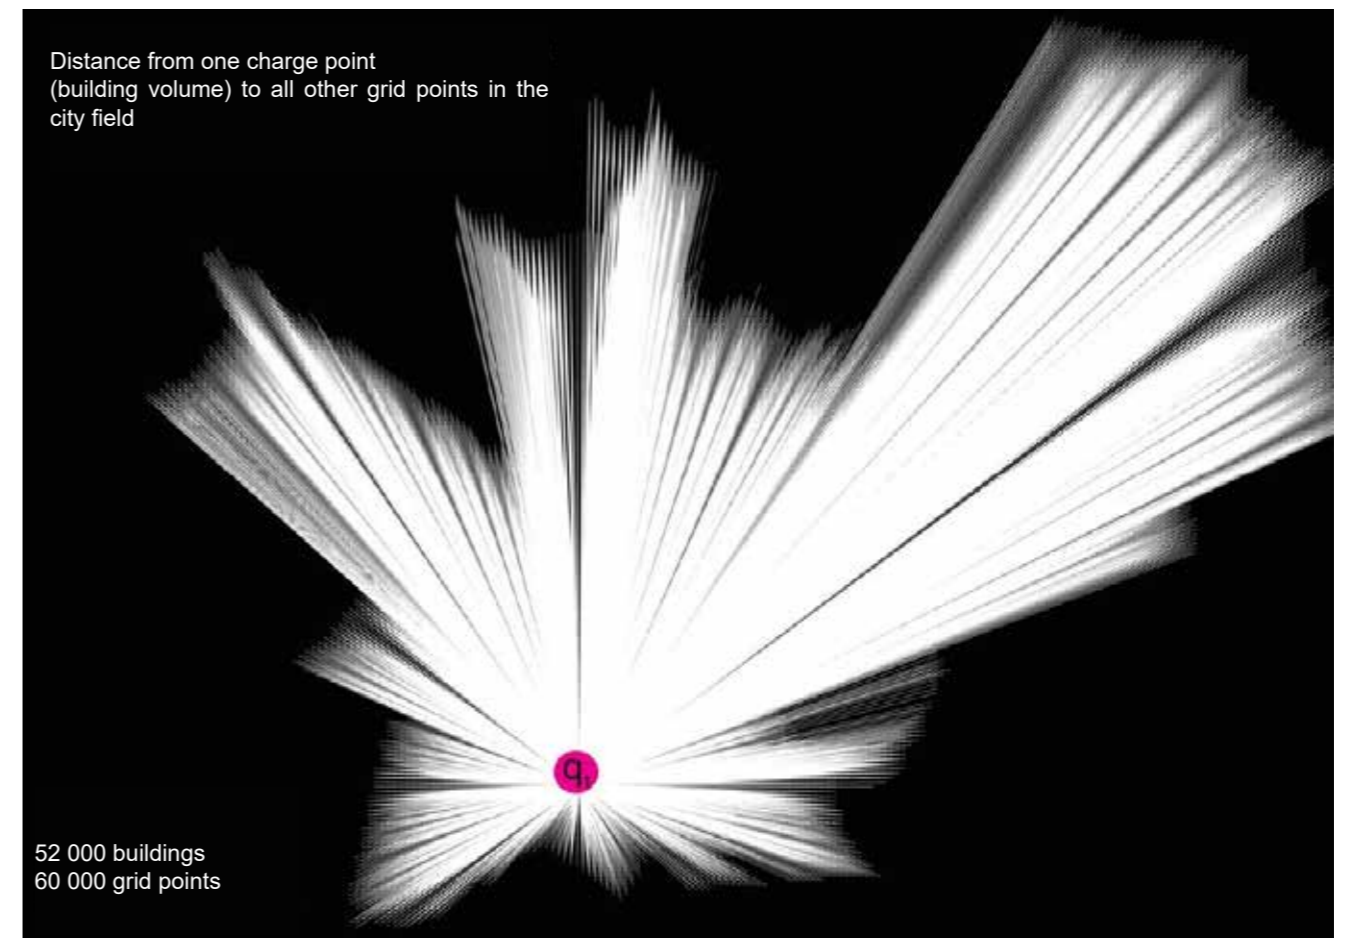 Distance from one charge point
(building volume) to all other grid points in the
city field
q₁
52 000 buildings
60 000 grid points